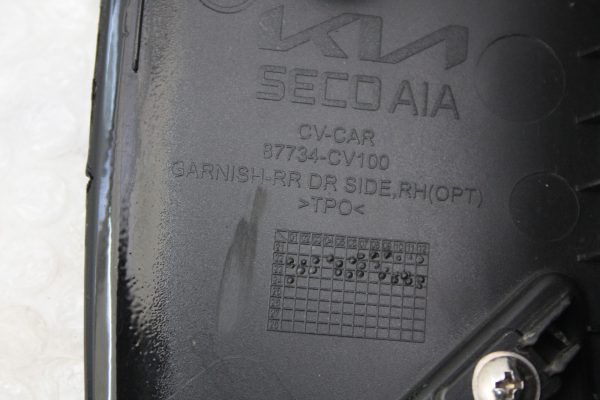 KIA
SECO AIA
CV-CAR
87734-CV100
GARNISH-RR DR SIDE,RH(OPT)
>TPO<